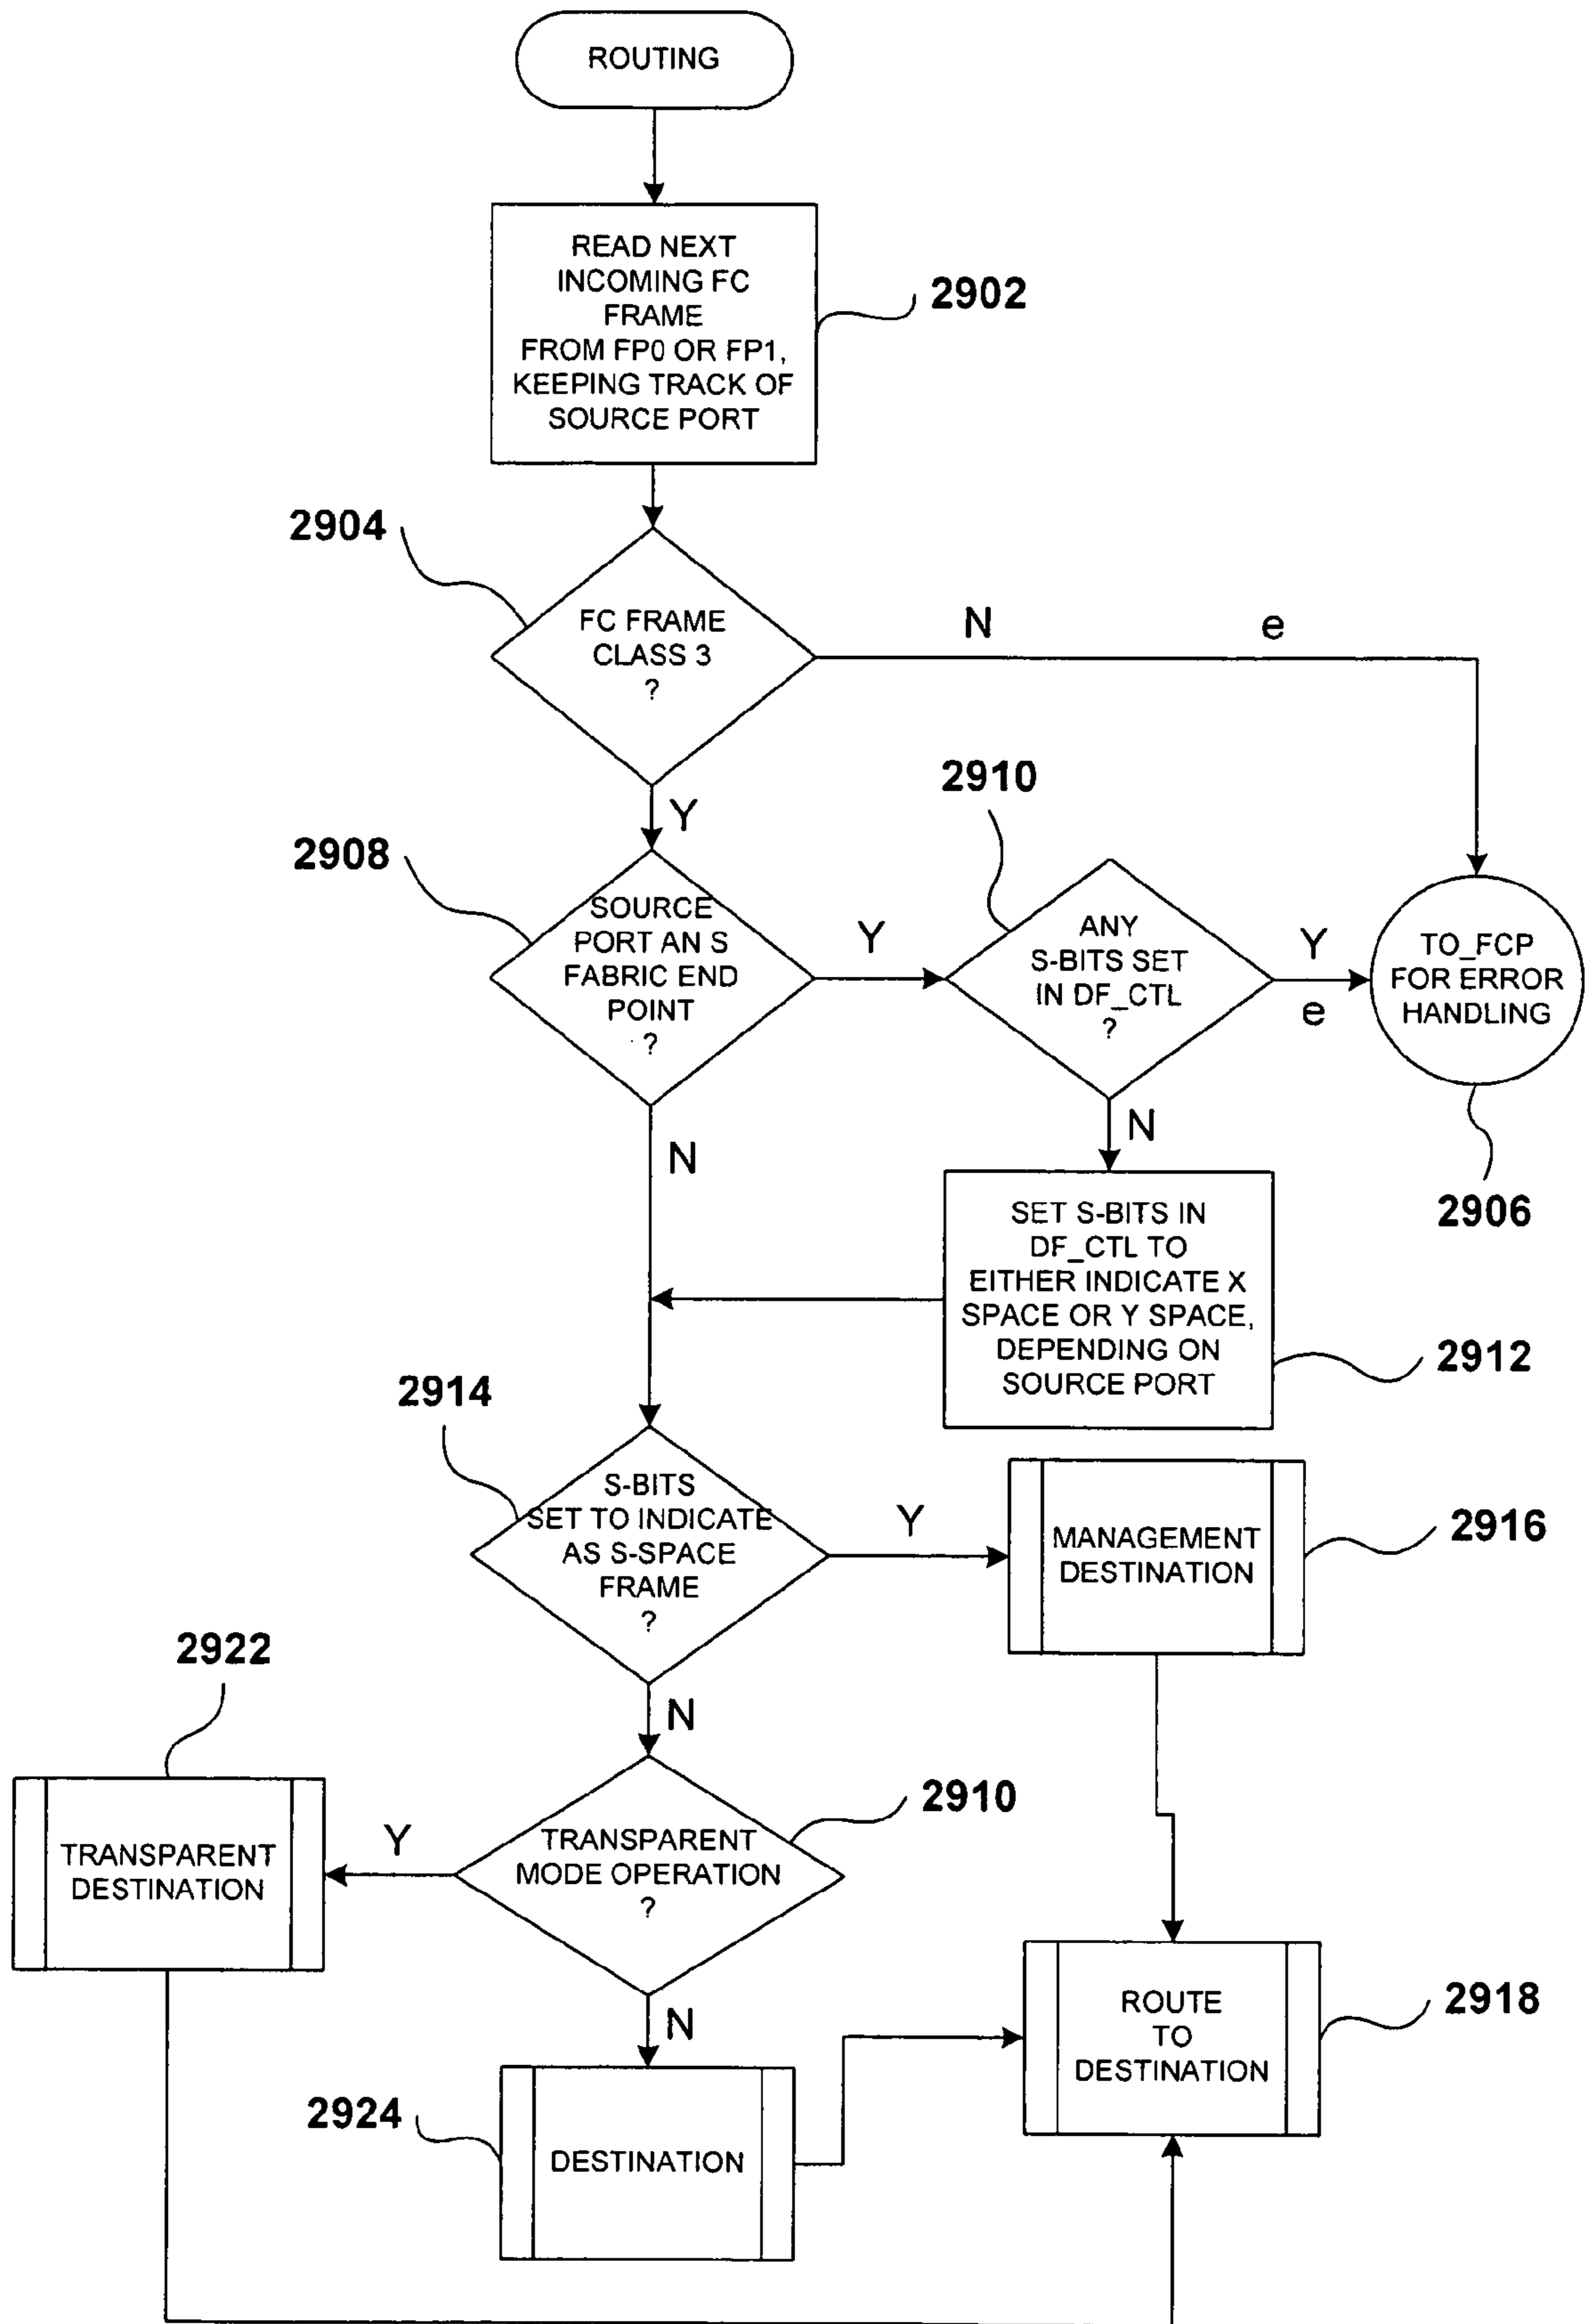 ROUTING
READ NEXT
INCOMING FC
FRAME
FROM FP0 OR FP1,
KEEPING TRACK OF
SOURCE PORT
2902
2904
FC FRAME
CLASS 3
?
N
e
Y
2908
SOURCE
PORT AN S
FABRIC END
POINT
?
Y
2910
ANY
S-BITS SET
IN DF_CTL
?
Y
e
TO_FCP
FOR ERROR
HANDLING
2906
N
N
SET S-BITS IN
DF_CTL TO
EITHER INDICATE X
SPACE OR Y SPACE,
DEPENDING ON
SOURCE PORT
2912
2914
S-BITS
SET TO INDICATE
AS S-SPACE
FRAME
?
Y
MANAGEMENT
DESTINATION
2916
N
2922
TRANSPARENT
DESTINATION
Y
TRANSPARENT
MODE OPERATION
?
2910
N
2924
DESTINATION
ROUTE
TO
DESTINATION
2918